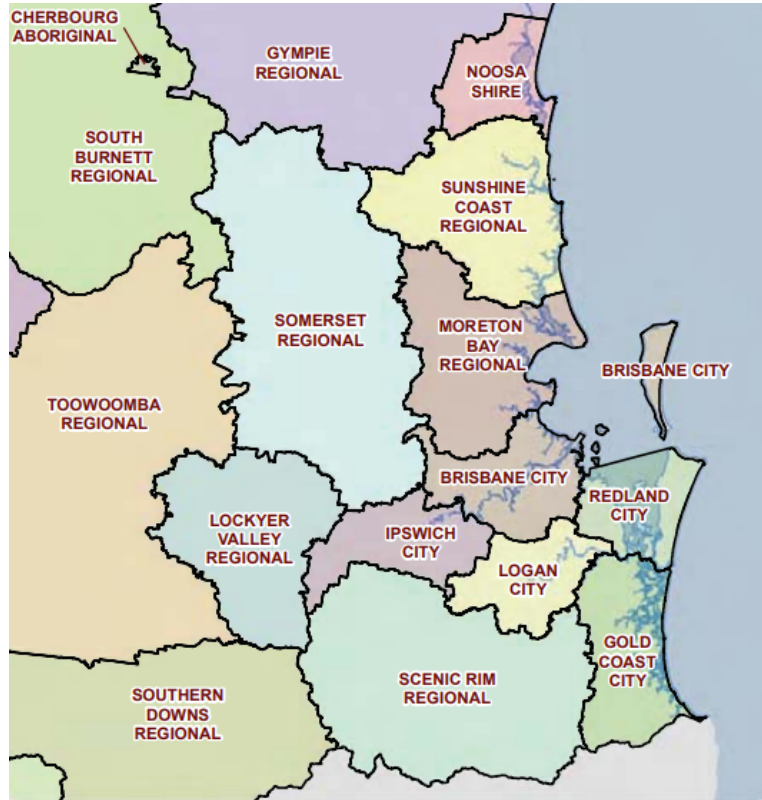 CHERBOURG
ABORIGINAL
GYMPIE
REGIONAL
NOOSA
SHIRE
SOUTH
BURNETT
REGIONAL
SUNSHINE
COAST
REGIONAL
SOMERSET
REGIONAL
MORETON
BAY
REGIONAL
BRISBANE CITY
TOOWOOMBA
REGIONAL
BRISBANE CITY
REDLAND
CITY
LOCKYER
VALLEY
REGIONAL
IPSWICH
CITY
LOGAN
CITY
GOLD
COAST
CITY
SCENIC RIM
REGIONAL
SOUTHERN
DOWNS
REGIONAL